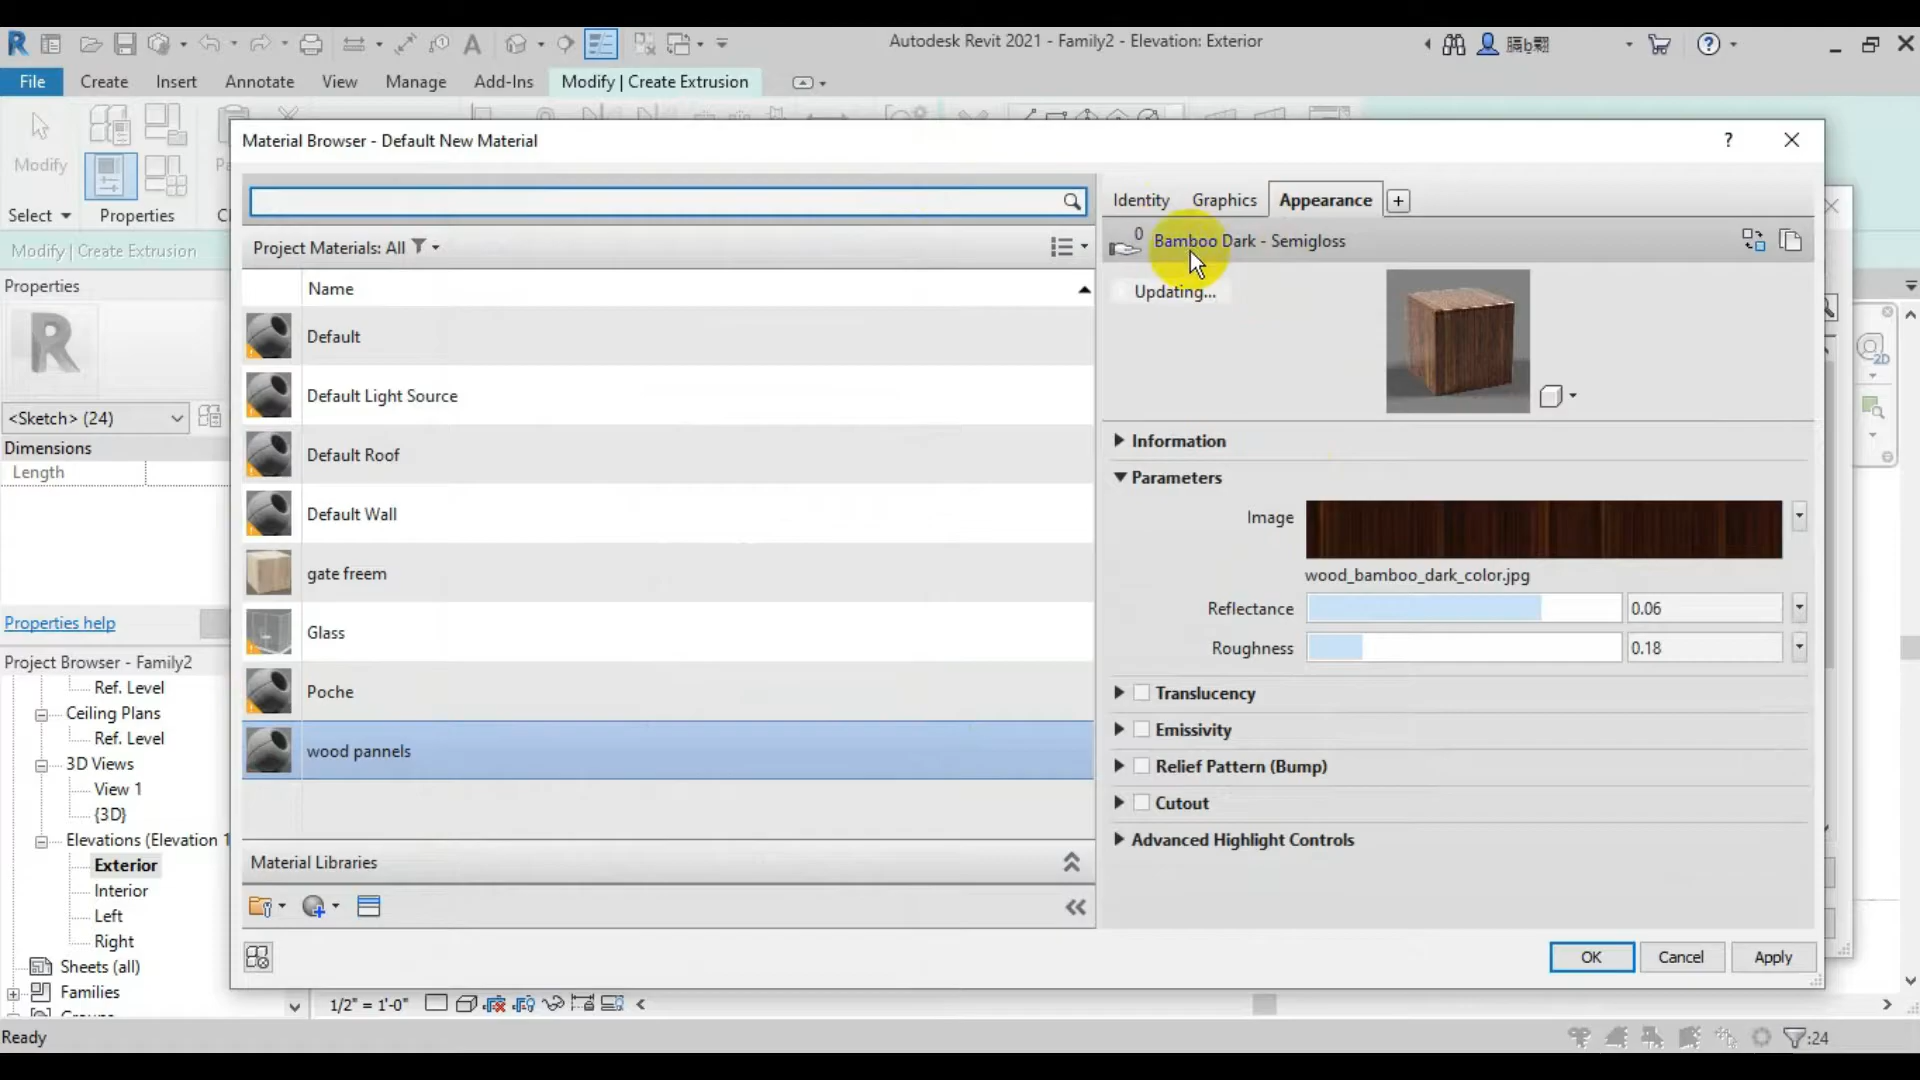 Autodesk Revit 2021 - Family2 - Elevation: Exterior
File Create Insert Annotate View Manage Add-Ins Modify | Create Extrusion
Modify
Select Properties
Modify | Create Extrusion
Properties
<Sketch> (24)
Dimensions
Length
Properties help
Project Browser - Family2
Ref. Level
Ceiling Plans
Ref. Level
3D Views
View 1
{3D}
Elevations (Elevation 1
Exterior
Interior
Left
Right
Sheets (all)
Families
Ready
Material Browser - Default New Material
Project Materials: All
Name
Default
Default Light Source
Default Roof
Default Wall
gate freem
Glass
Poche
wood pannels
Material Libraries
Identity Graphics Appearance
0 Bamboo Dark - Semigloss
Updating...
Information
Parameters
Image
wood_bamboo_dark_color.jpg
Reflectance 0.06
Roughness 0.18
Translucency
Emissivity
Relief Pattern (Bump)
Cutout
Advanced Highlight Controls
OK Cancel Apply
1/2" = 1'-0"
2D
:24